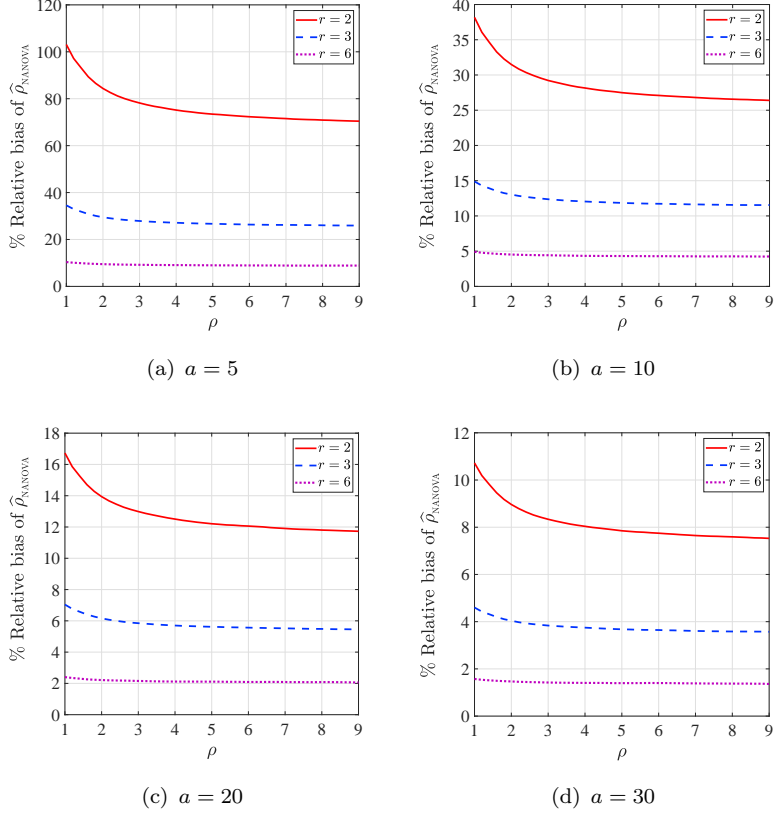 % Relative bias of ρ̂_NANOVA
120
100
80
60
40
20
0
r = 2
r = 3
r = 6
1 2 3 4 5 6 7 8 9
ρ
(a) a = 5
% Relative bias of ρ̂_NANOVA
40
35
30
25
20
15
10
5
0
r = 2
r = 3
r = 6
1 2 3 4 5 6 7 8 9
ρ
(b) a = 10
% Relative bias of ρ̂_NANOVA
18
16
14
12
10
8
6
4
2
0
r = 2
r = 3
r = 6
1 2 3 4 5 6 7 8 9
ρ
(c) a = 20
% Relative bias of ρ̂_NANOVA
12
10
8
6
4
2
0
r = 2
r = 3
r = 6
1 2 3 4 5 6 7 8 9
ρ
(d) a = 30